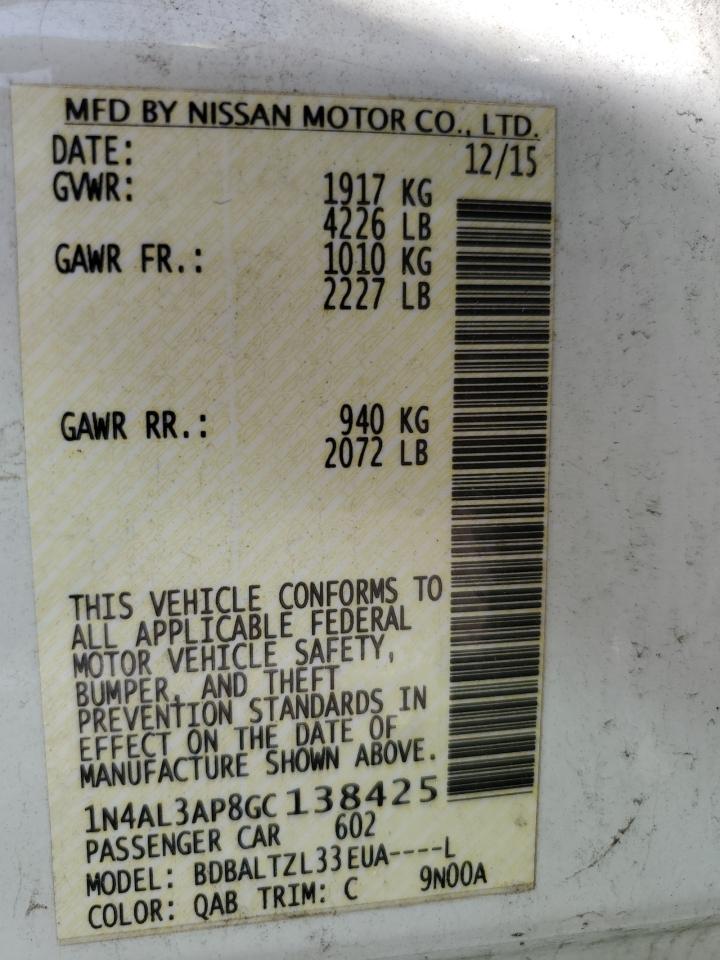 MFD BY NISSAN MOTOR CO., LTD.
DATE: 12/15
GVWR: 1917 KG
4226 LB
GAWR FR.: 1010 KG
2227 LB
GAWR RR.: 940 KG
2072 LB
THIS VEHICLE CONFORMS TO
ALL APPLICABLE FEDERAL
MOTOR VEHICLE SAFETY,
BUMPER, AND THEFT
PREVENTION STANDARDS IN
EFFECT ON THE DATE OF
MANUFACTURE SHOWN ABOVE.
1N4AL3AP8GC138425
PASSENGER CAR 602
MODEL: BDBALTZL33EUA----L
COLOR: QAB TRIM: C 9N00A